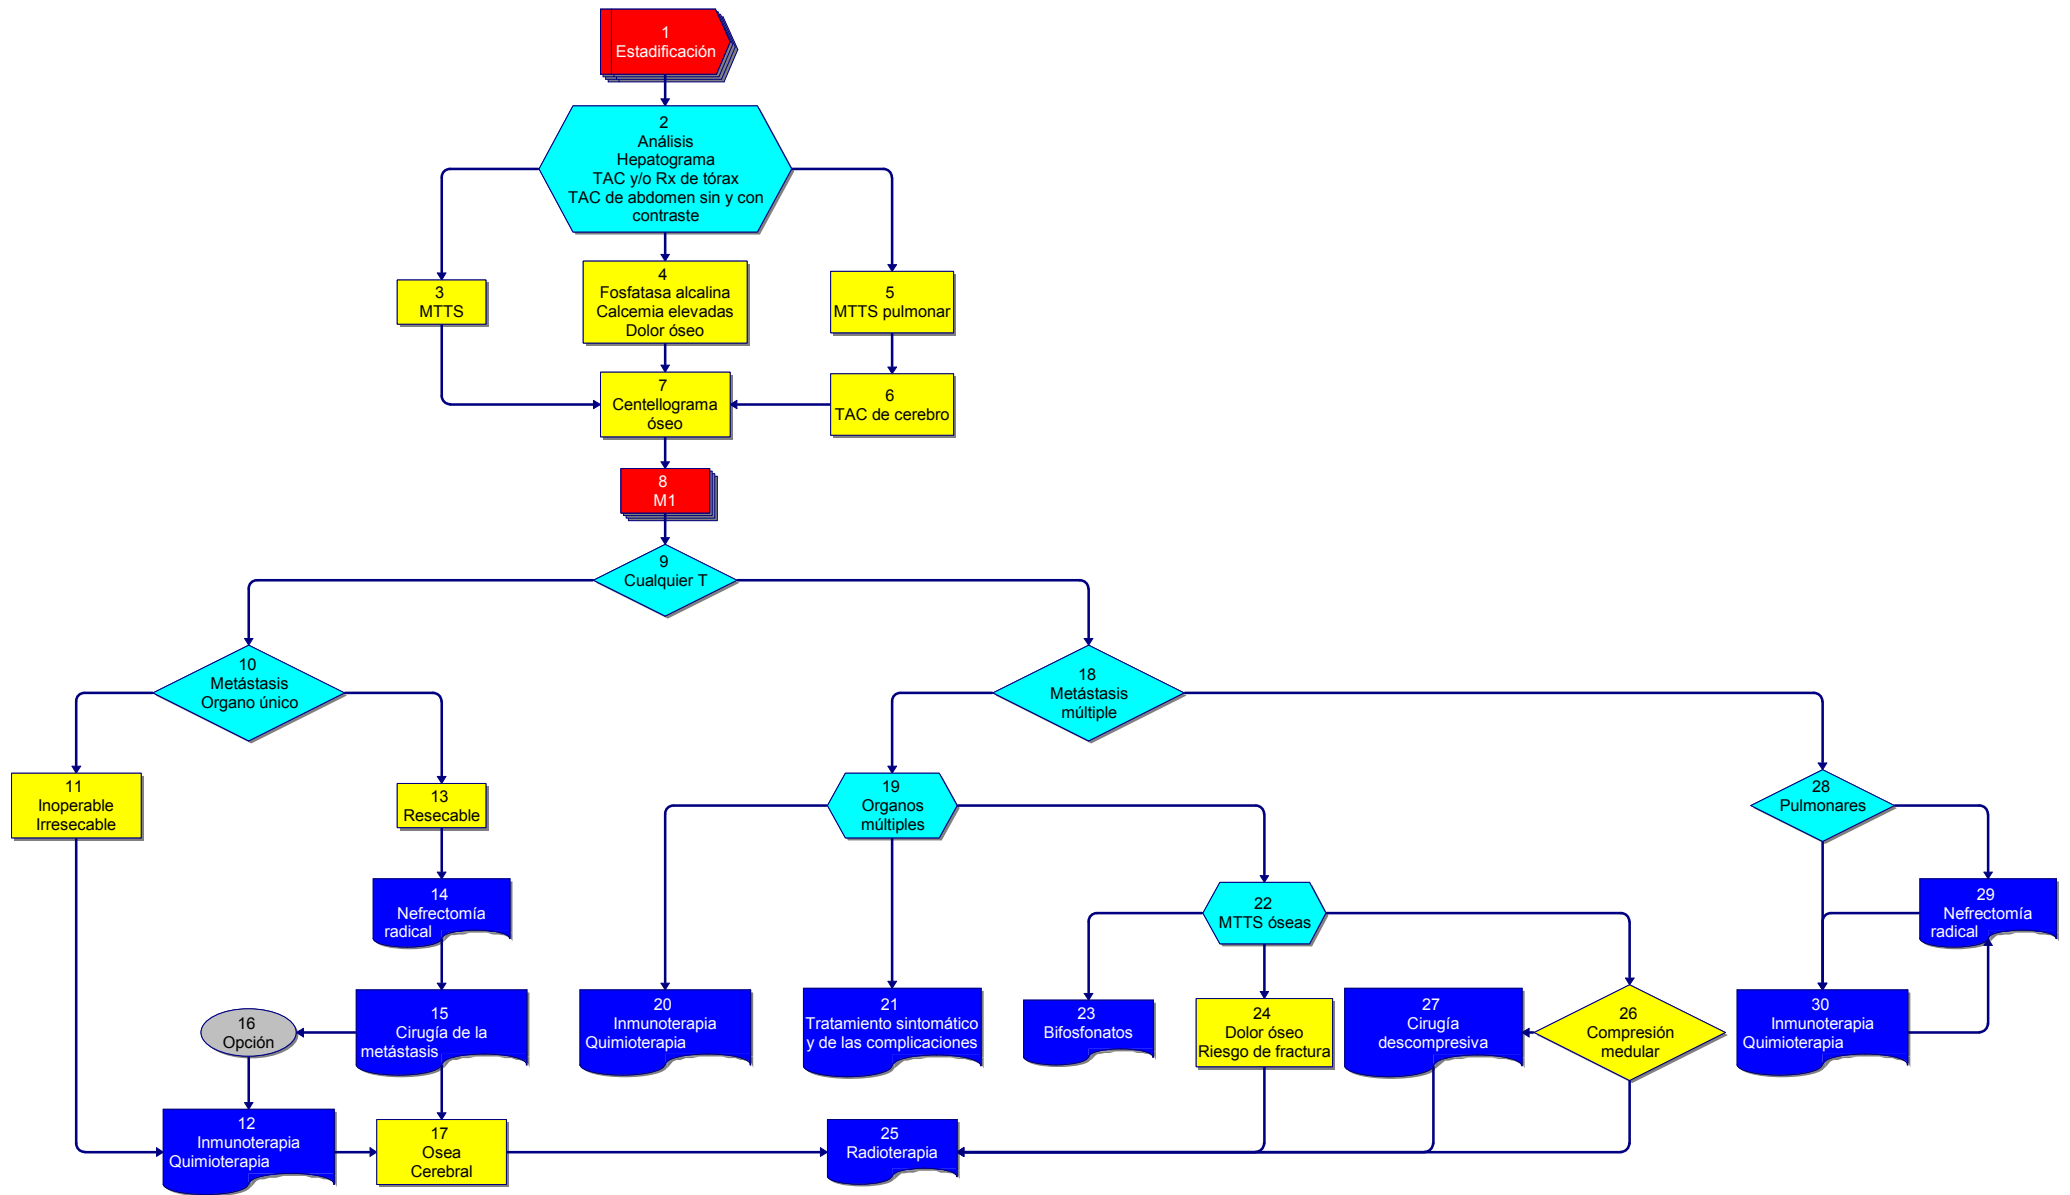 1
Estadificación
2
Análisis
Hepatograma
TAC y/o Rx de tórax
TAC de abdomen sin y con
contraste
3
MTTS
4
Fosfatasa alcalina
Calcemia elevadas
Dolor óseo
5
MTTS pulmonar
6
TAC de cerebro
7
Centellograma
óseo
8
M1
9
Cualquier T
10
Metástasis
Organo único
11
Inoperable
Irresecable
12
Inmunoterapia
Quimioterapia
13
Resecable
14
Nefrectomía
radical
15
Cirugía de la
metástasis
16
Opción
17
Osea
Cerebral
18
Metástasis
múltiple
19
Organos
múltiples
20
Inmunoterapia
Quimioterapia
21
Tratamiento sintomático
y de las complicaciones
22
MTTS óseas
23
Bifosfonatos
24
Dolor óseo
Riesgo de fractura
25
Radioterapia
26
Compresión
medular
27
Cirugía
descompresiva
28
Pulmonares
29
Nefrectomía
radical
30
Inmunoterapia
Quimioterapia